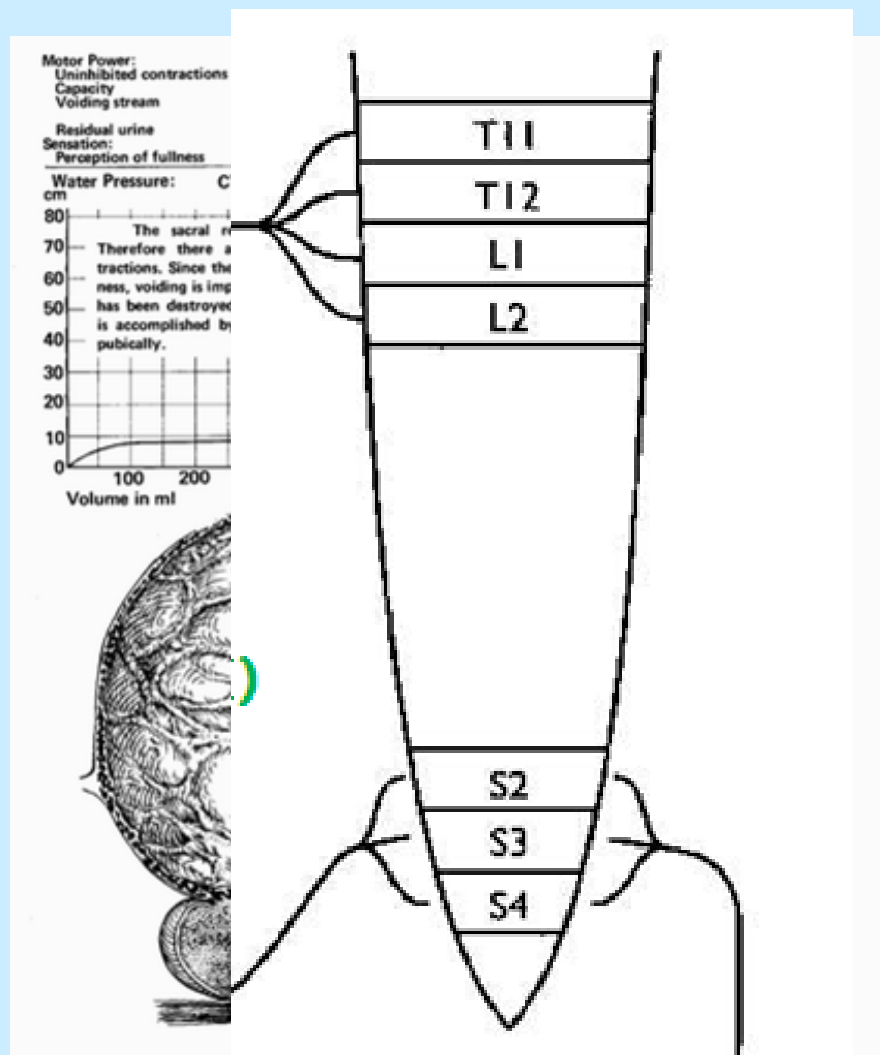 Motor Power:
Uninhibited contractions
Capacity
Voiding stream
Residual urine
Sensation:
Perception of fullness
Water Pressure: C
cm
80
70
60
50
40
30
20
10
0
The sacral r
Therefore there a
tractions. Since the
ness, voiding is imp
has been destroyed
is accomplished by
pubically.
100 200
Volume in ml
)
T11
T12
L1
L2
S2
S3
S4